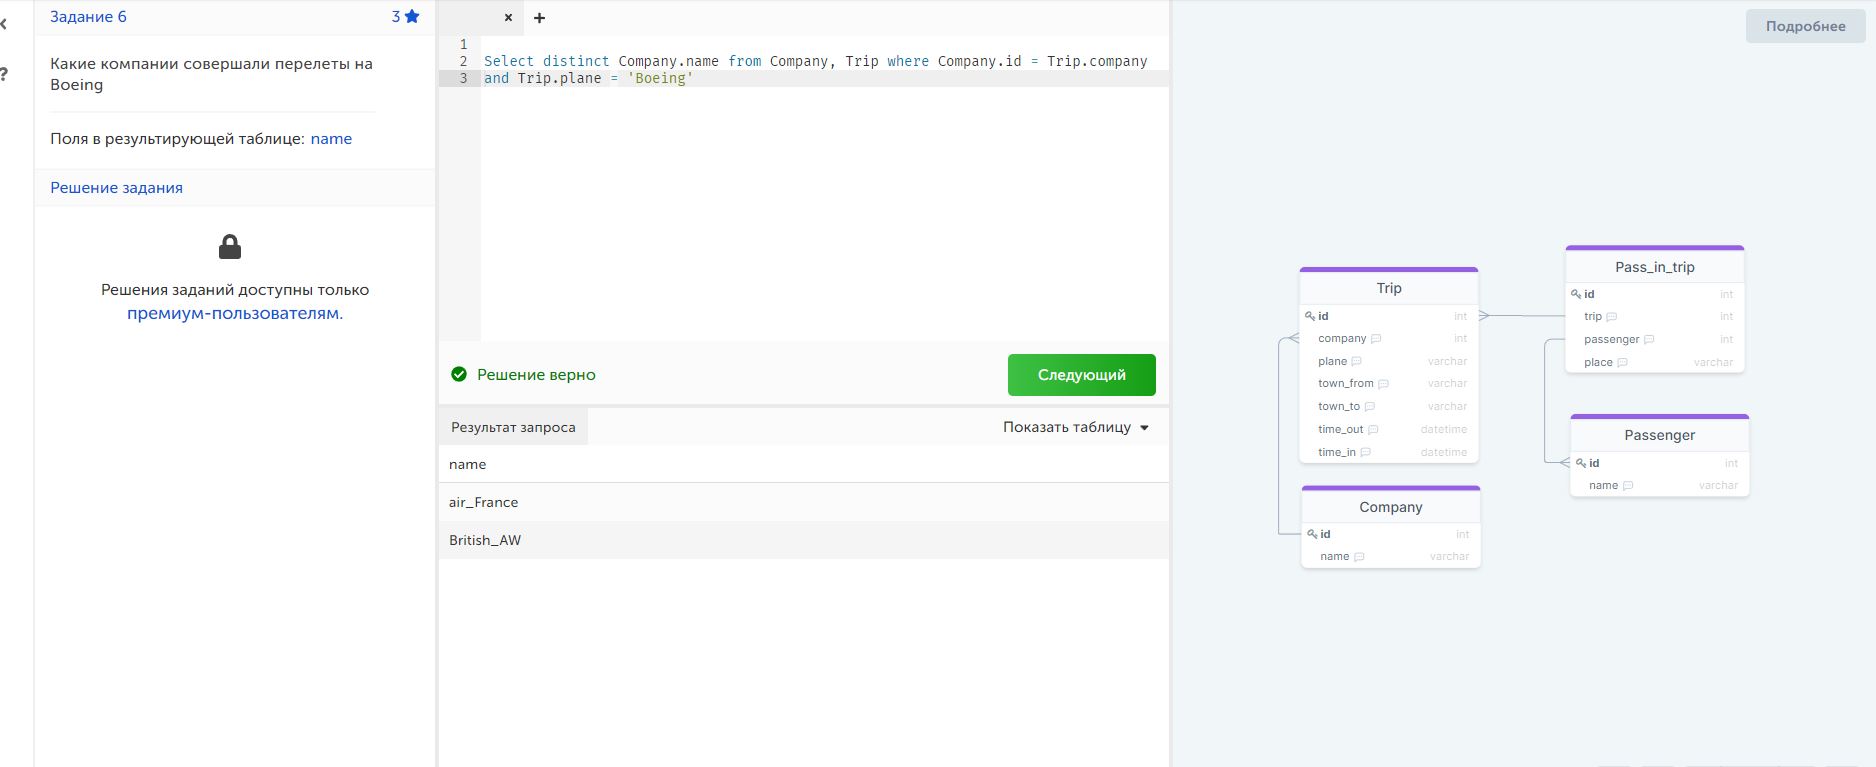 Задание 6
3
Какие компании совершали перелеты на
Boeing
Поля в результирующей таблице: name
Решение задания
Решения заданий доступны только
премиум-пользователям.
1
2 Select distinct Company.name from Company, Trip where Company.id = Trip.company
3 and Trip.plane = 'Boeing'
Решение верно
Следующий
Результат запроса
Показать таблицу
name
air_France
British_AW
Подробнее
Trip
id int
company int
plane varchar
town_from varchar
town_to varchar
time_out datetime
time_in datetime
Company
id int
name varchar
Pass_in_trip
id int
trip int
passenger int
place varchar
Passenger
id int
name varchar